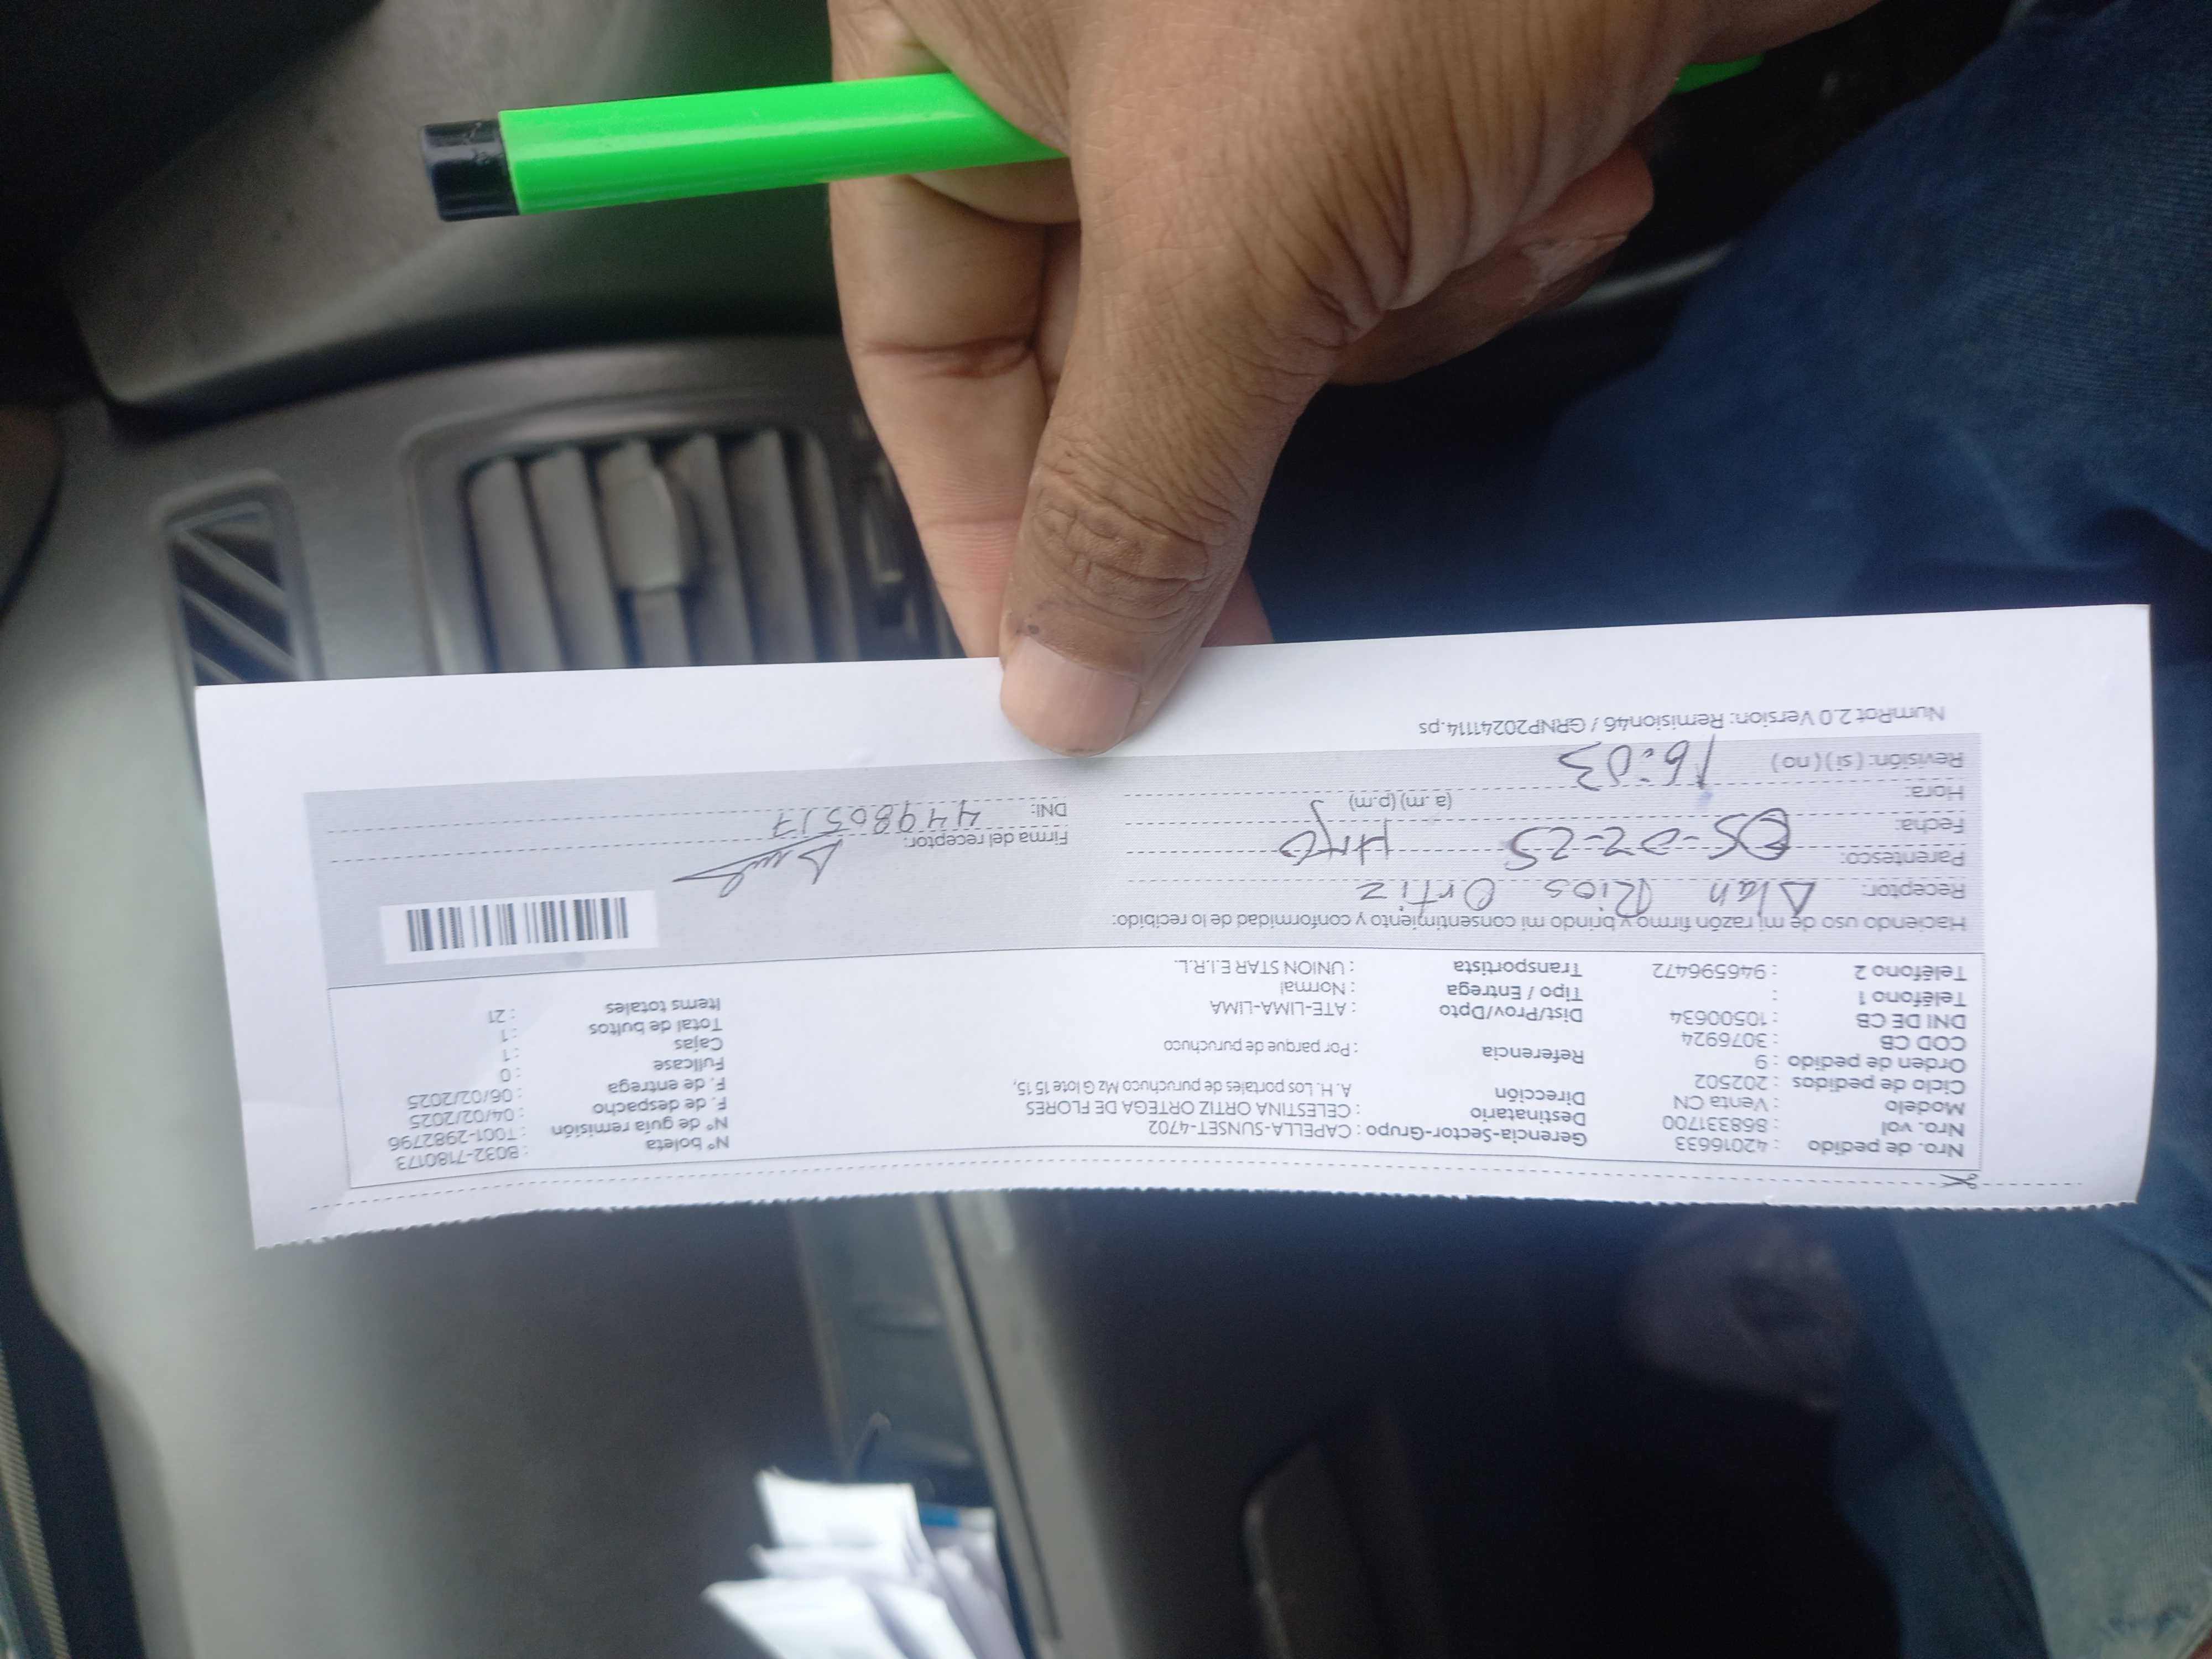 Nro. de pedido : 42016633 Gerencia-Sector-Grupo : CAPELLA-SUNSET-4702 N° boleta : B032-7180173
Nro. vol : 868331700 Destinatario : CELESTINA ORTIZ ORTEGA DE FLORES N° de guía remisión : T001-2982796
Modelo : Venta CN Dirección A. H. Los portales de puruchuco Mz G lote 15 15, F. de despacho : 04/02/2025
Ciclo de pedidos : 202502 F. de entrega : 06/02/2025
Orden de pedido : 9 Referencia : Por parque de puruchuco Fullcase : 0
COD CB : 3076924 Cajas : 1
DNI DE CB : 10500634 Dist/Prov/Dpto : ATE-LIMA-LIMA Total de bultos : 1
Teléfono 1 : Tipo / Entrega : Normal Items totales : 21
Teléfono 2 : 946596472 Transportista : UNION STAR E.I.R.L.
Haciendo uso de mi razón firmo y brindo mi consentimiento y conformidad de lo recibido:
Receptor: Alan Rios Ortiz
Parentesco: Hijo
Fecha: 05-02-25
Firma del receptor:
Hora: 16:03 (a.m) (p.m)
DNI: 44980517
Revisión: (si) (no)
NumRot 2.0 Version: Remision46 / GRNP20241114.ps